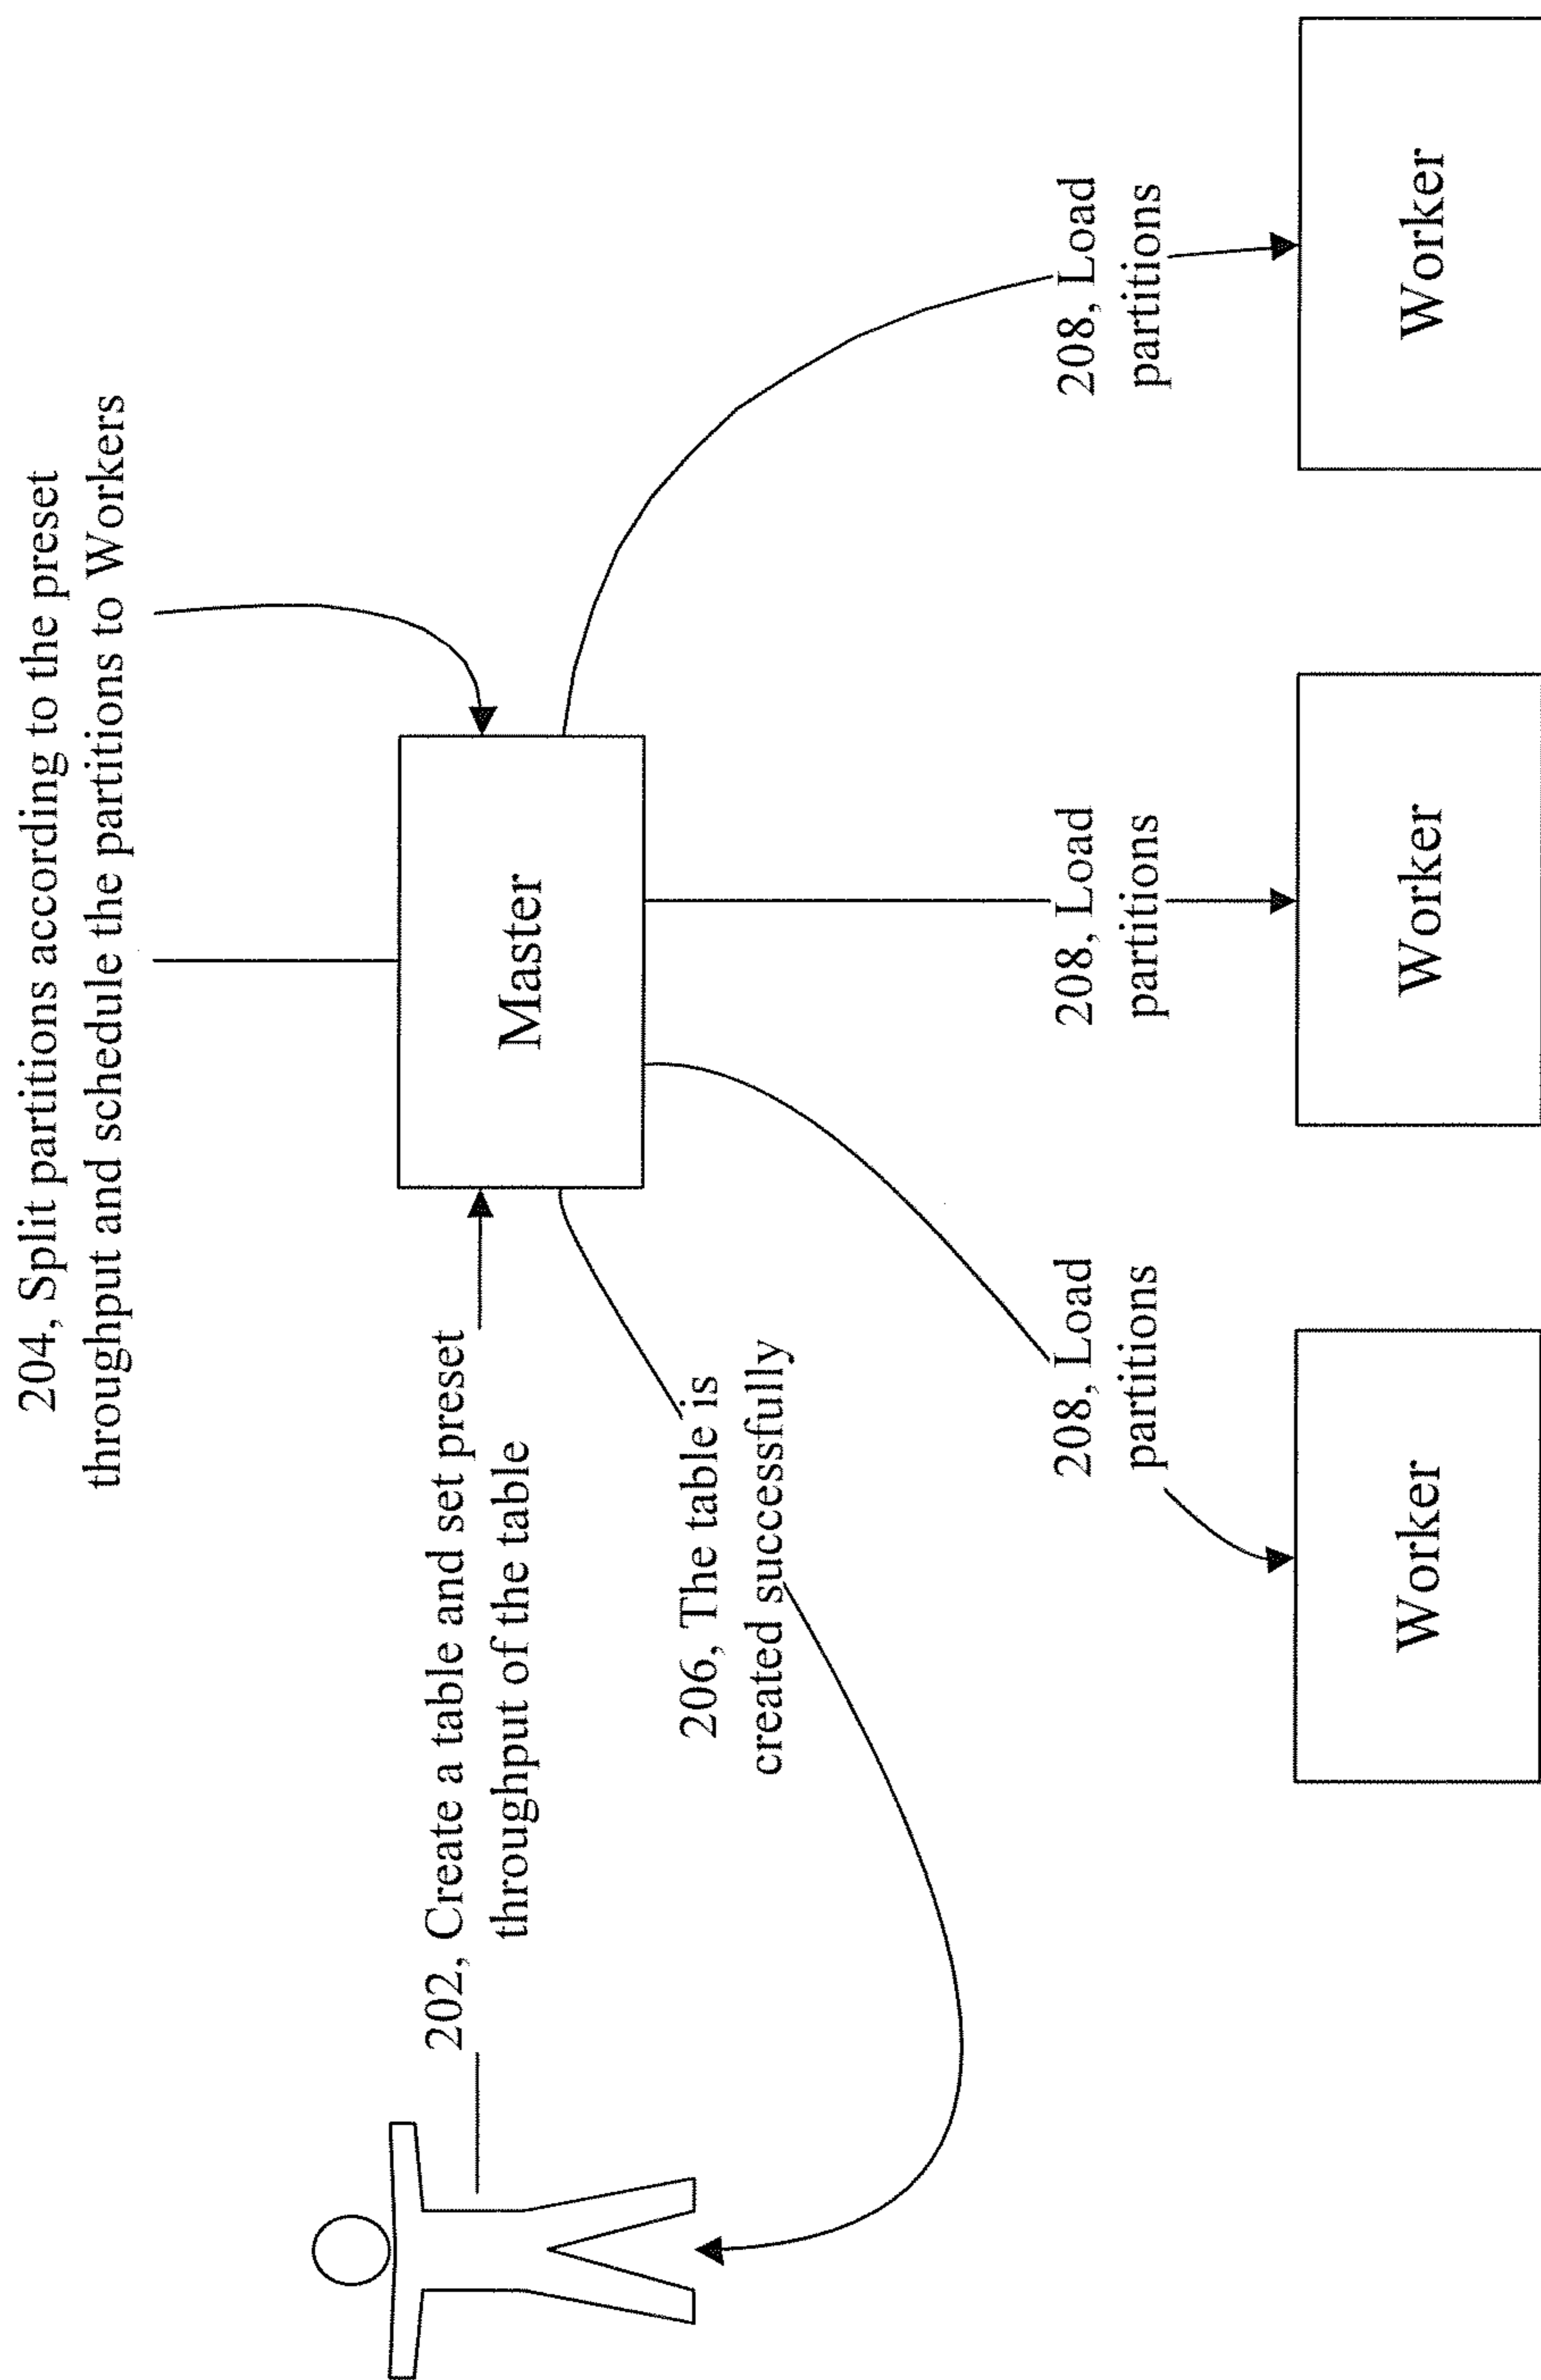 204, Split partitions according to the preset
throughput and schedule the partitions to Workers
202, Create a table and set preset
throughput of the table
Master
206, The table is
created successfully
208, Load
partitions
208, Load
partitions
208, Load
partitions
Worker
Worker
Worker